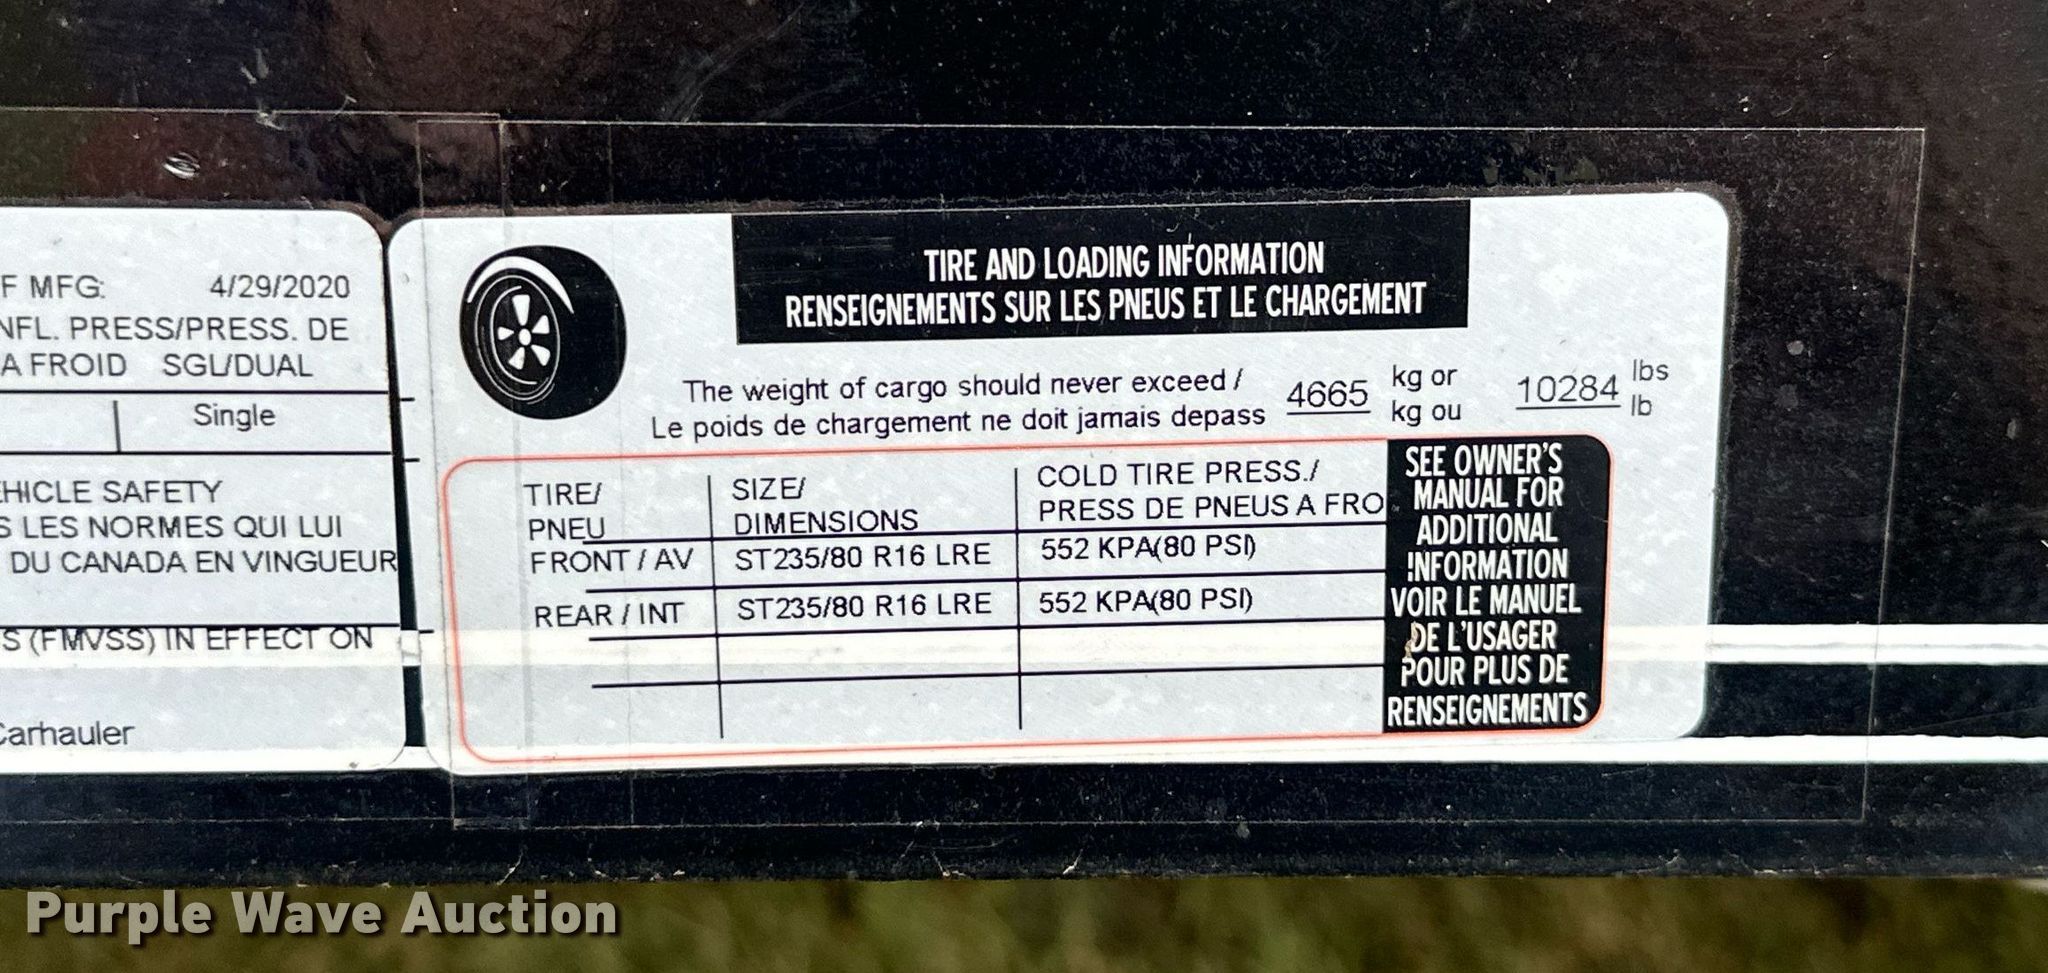 F MFG: 4/29/2020
NFL. PRESS/PRESS. DE
A FROID SGL/DUAL
Single
EHICLE SAFETY
S LES NORMES QUI LUI
DU CANADA EN VINGUEUR
S (FMVSS) IN EFFECT ON
Carhauler
TIRE AND LOADING INFORMATION
RENSEIGNEMENTS SUR LES PNEUS ET LE CHARGEMENT
The weight of cargo should never exceed / 4665 kg or 10284 lbs
Le poids de chargement ne doit jamais depass kg ou lb
TIRE/ SIZE/ COLD TIRE PRESS./
PNEU DIMENSIONS PRESS DE PNEUS A FRO
FRONT / AV ST235/80 R16 LRE 552 KPA(80 PSI)
REAR / INT ST235/80 R16 LRE 552 KPA(80 PSI)
SEE OWNER'S
MANUAL FOR
ADDITIONAL
INFORMATION
VOIR LE MANUEL
DE L'USAGER
POUR PLUS DE
RENSEIGNEMENTS
Purple Wave Auction